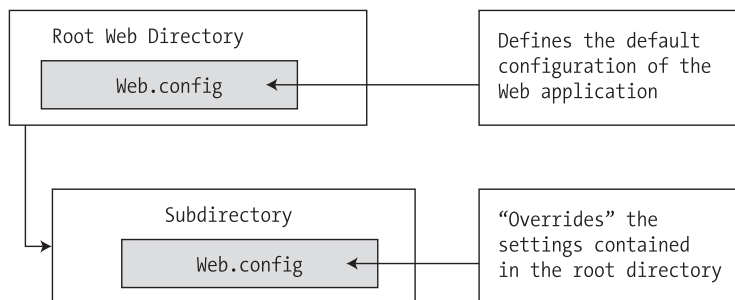 Root Web Directory
Web.config
Defines the default
configuration of the
Web application
Subdirectory
Web.config
“Overrides” the
settings contained
in the root directory